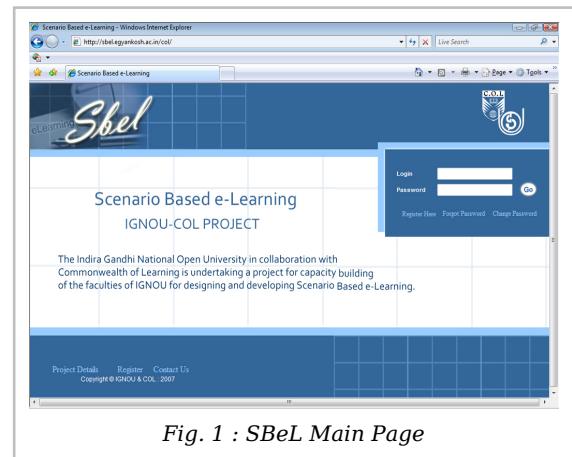 Scenario Based e-Learning - Windows Internet Explorer
http://sbel.egyankosh.ac.in/col/
Live Search
Scenario Based e-Learning
Page Tools
eLearning
Sbel
C.O.L
Login
Password
Go
Register Here Forgot Password Change Password
Scenario Based e-Learning
IGNOU-COL PROJECT
The Indira Gandhi National Open University in collaboration with
Commonwealth of Learning is undertaking a project for capacity building
of the faculties of IGNOU for designing and developing Scenario Based e-Learning.
Project Details Register Contact Us
Copyright © IGNOU & COL : 2007
Fig. 1 : SBeL Main Page